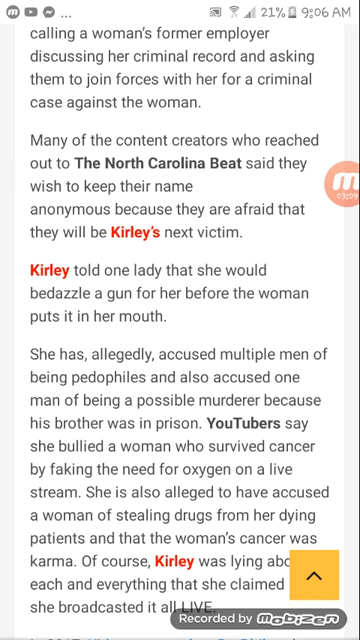 21% 9:06 AM
calling a woman's former employer
discussing her criminal record and asking
them to join forces with her for a criminal
case against the woman.
Many of the content creators who reached
out to The North Carolina Beat said they
wish to keep their name
anonymous because they are afraid that
they will be Kirley's next victim.
03:09
Kirley told one lady that she would
bedazzle a gun for her before the woman
puts it in her mouth.
She has, allegedly, accused multiple men of
being pedophiles and also accused one
man of being a possible murderer because
his brother was in prison. YouTubers say
she bullied a woman who survived cancer
by faking the need for oxygen on a live
stream. She is also alleged to have accused
a woman of stealing drugs from her dying
patients and that the woman's cancer was
karma. Of course, Kirley was lying
each and everything that she claimed
she broadcasted it all LIVE.
Recorded by Mobizen